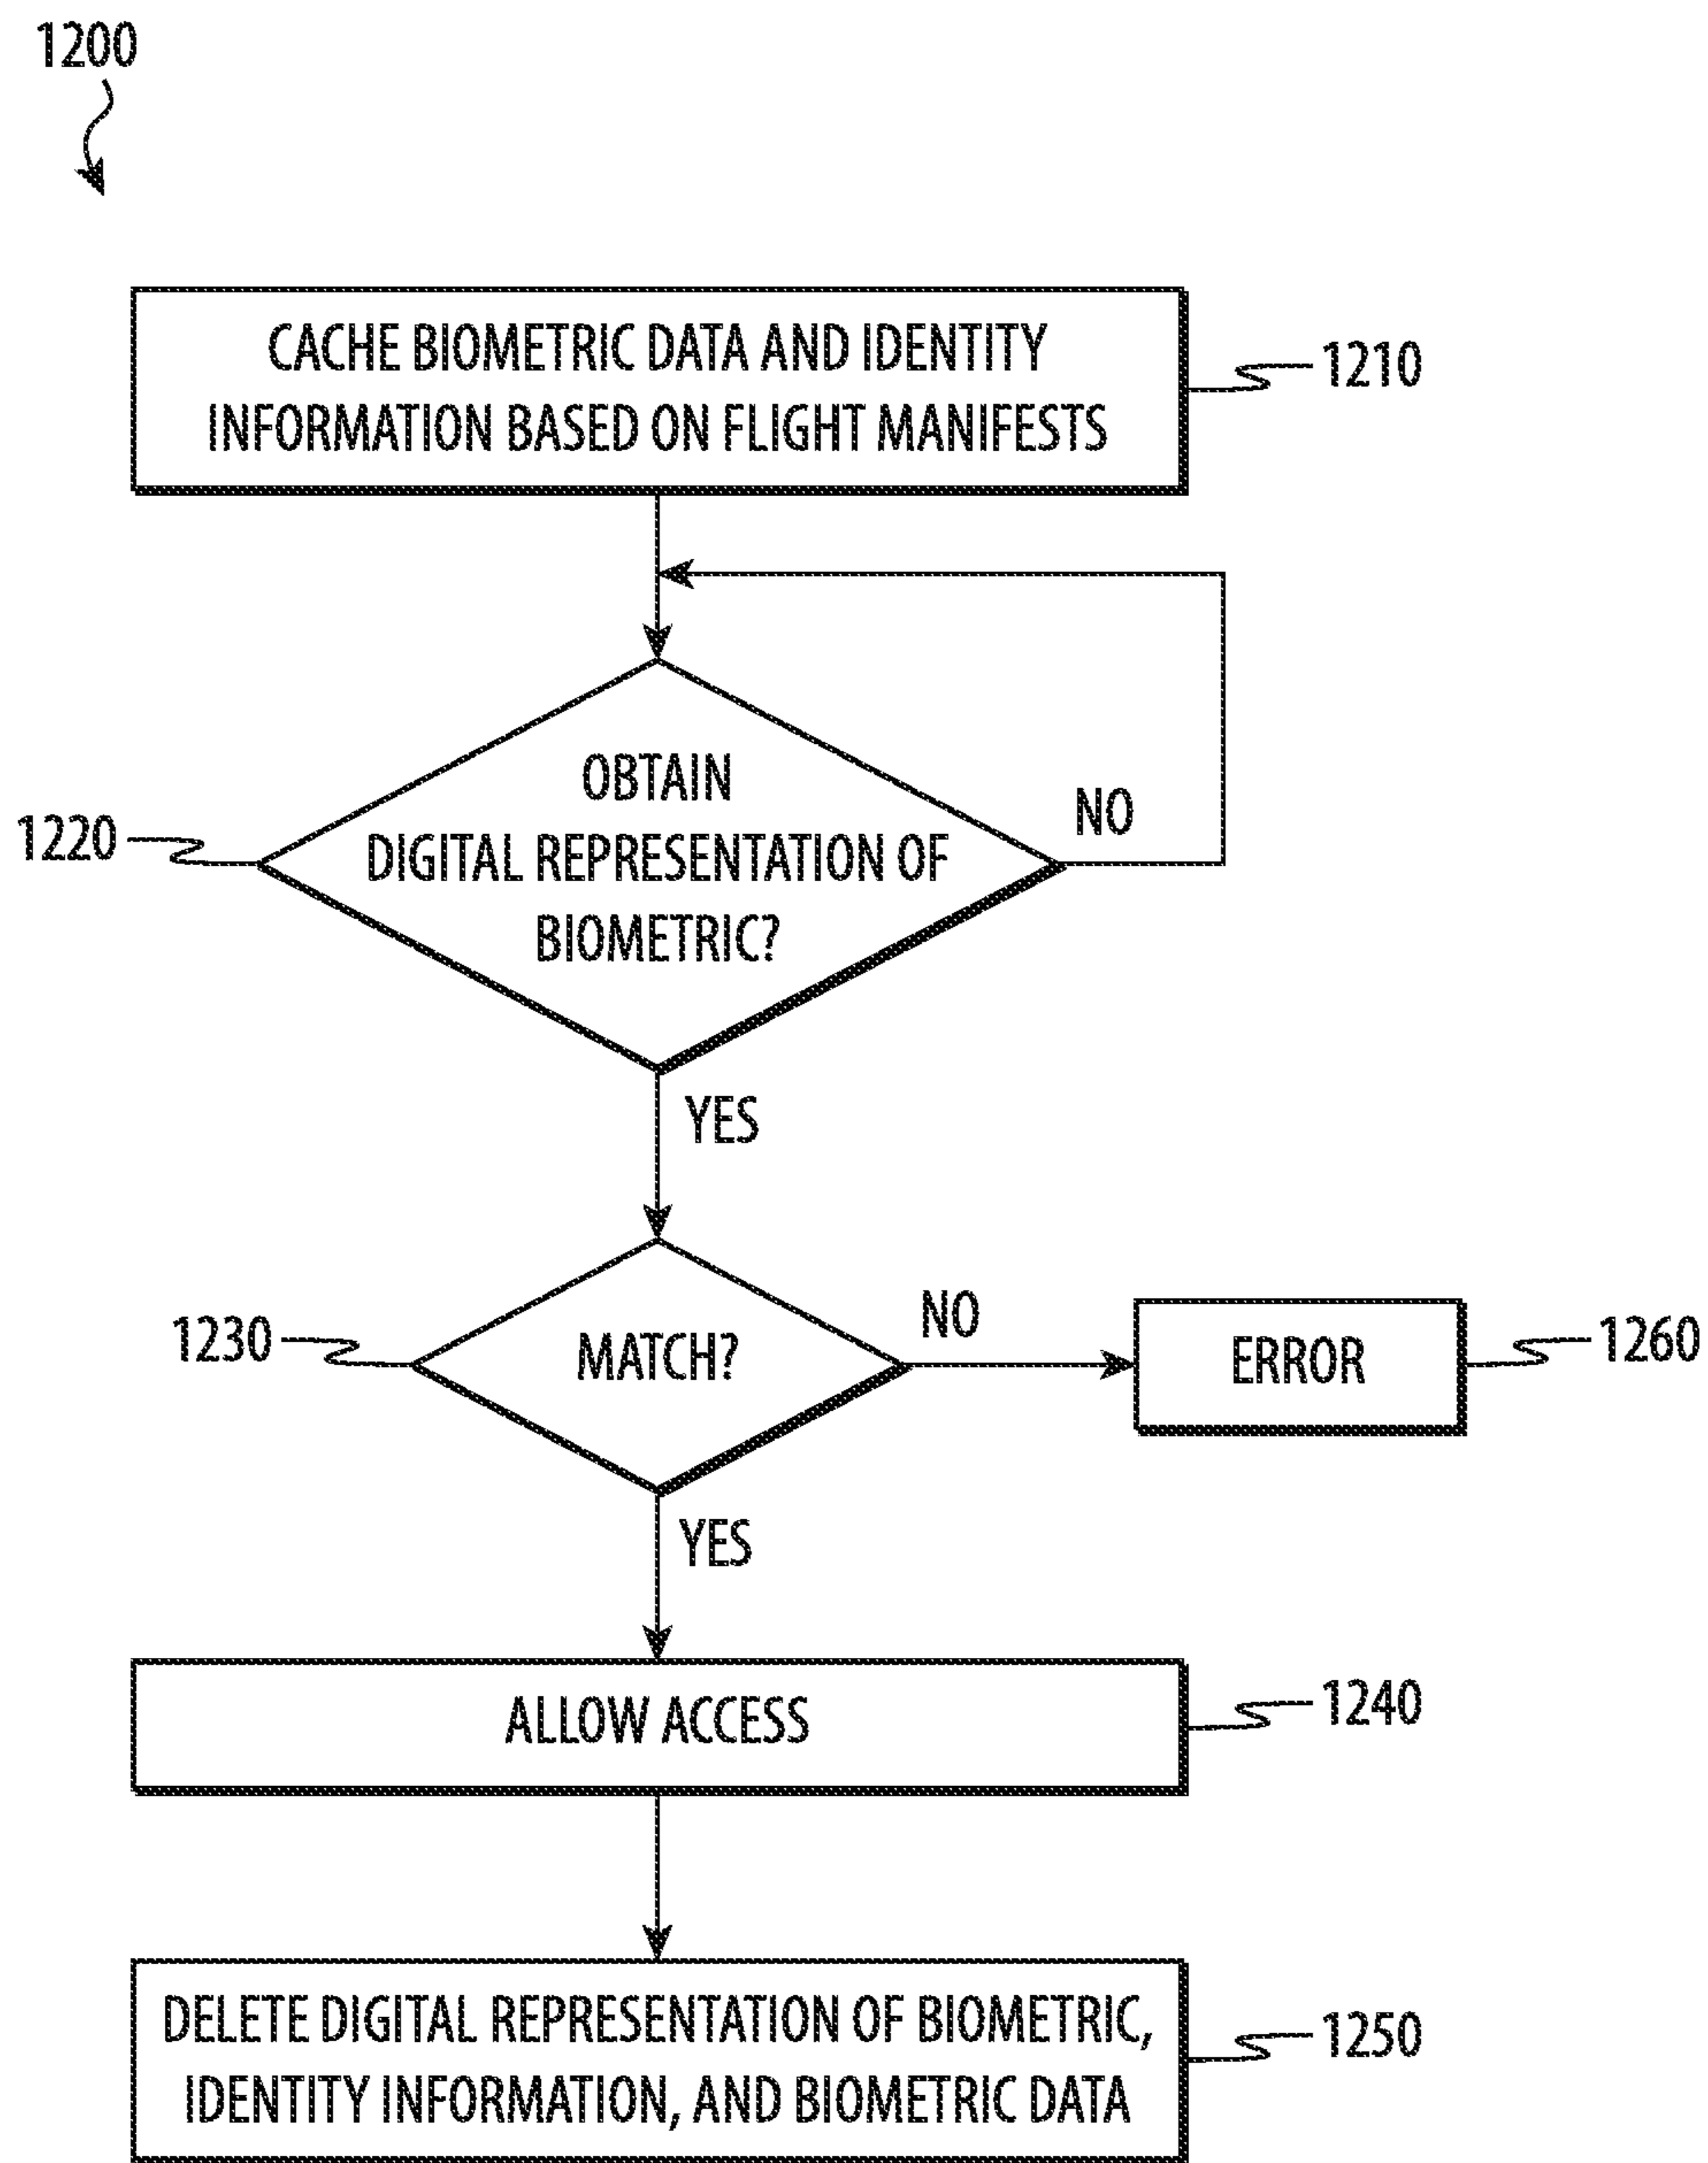 1200
CACHE BIOMETRIC DATA AND IDENTITY
INFORMATION BASED ON FLIGHT MANIFESTS
1210
OBTAIN
DIGITAL REPRESENTATION OF
BIOMETRIC?
1220
NO
YES
MATCH?
1230
NO
ERROR
1260
YES
ALLOW ACCESS
1240
DELETE DIGITAL REPRESENTATION OF BIOMETRIC,
IDENTITY INFORMATION, AND BIOMETRIC DATA
1250